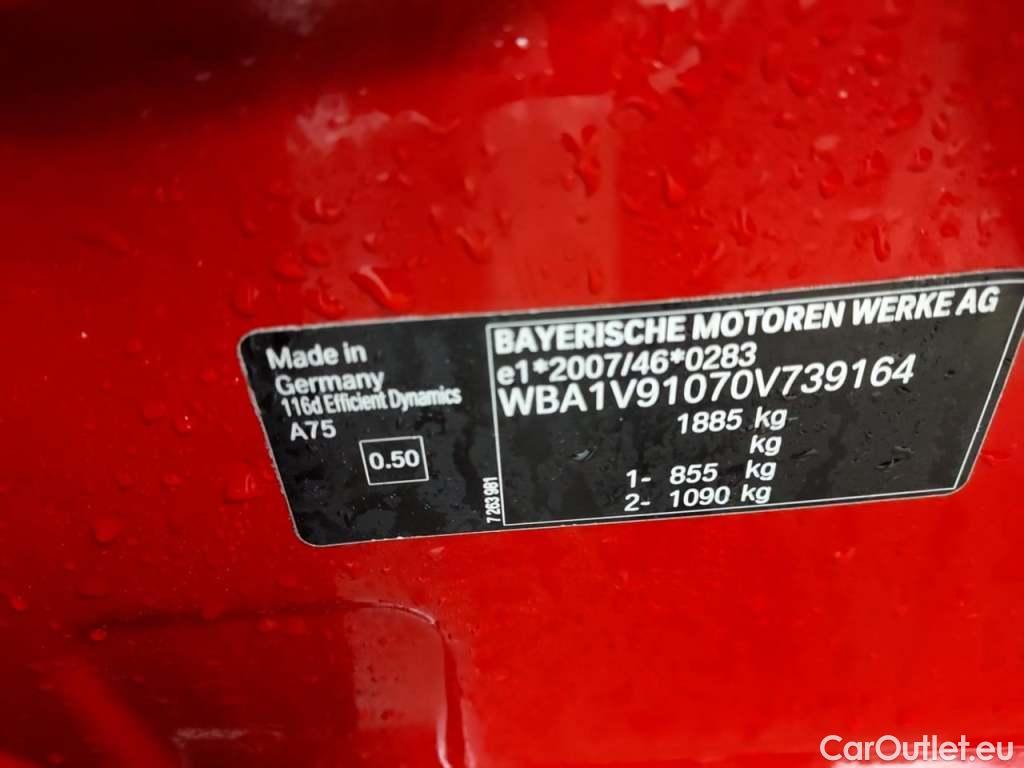 Made in
Germany
116d Efficient Dynamics
A75
0.50
7 263 981
BAYERISCHE MOTOREN WERKE AG
e1*2007/46*0283
WBA1V91070V739164
1885 kg
kg
1- 855 kg
2- 1090 kg
CarOutlet.eu